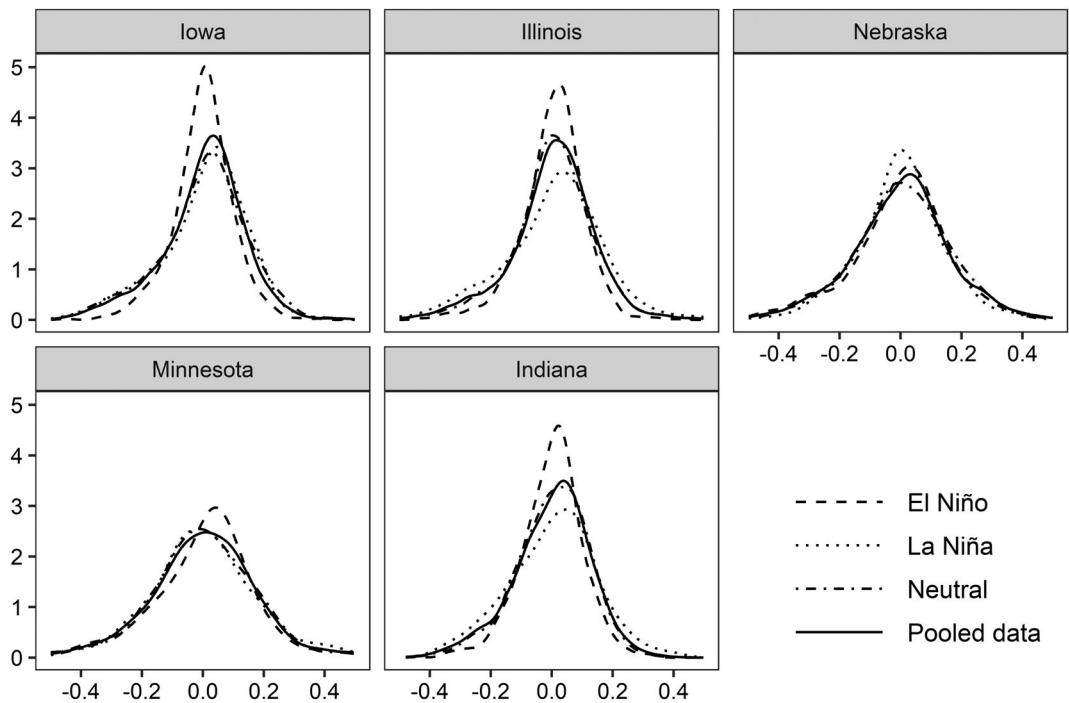 Iowa
Illinois
Nebraska
5
4
3
2
1
0
-0.4 -0.2 0.0 0.2 0.4
Minnesota
Indiana
5
4
3
2
1
0
-0.4 -0.2 0.0 0.2 0.4
-0.4 -0.2 0.0 0.2 0.4
El Niño
La Niña
Neutral
Pooled data